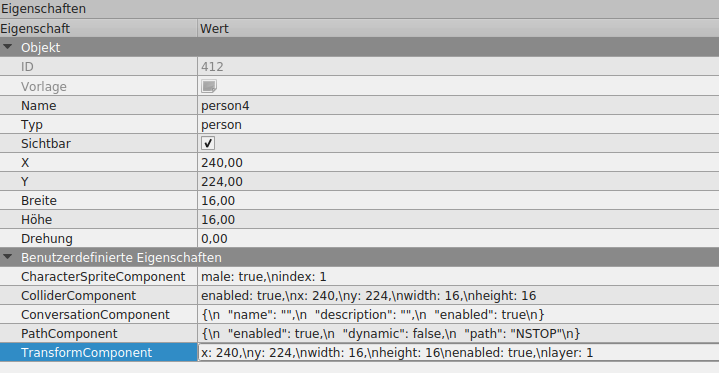 Eigenschaften
Eigenschaft Wert
Objekt
ID 412
Vorlage
Name person4
Typ person
Sichtbar
X 240,00
Y 224,00
Breite 16,00
Höhe 16,00
Drehung 0,00
Benutzerdefinierte Eigenschaften
CharacterSpriteComponent male: true,\nindex: 1
ColliderComponent enabled: true,\nx: 240,\ny: 224,\nwidth: 16,\nheight: 16
ConversationComponent {\n  "name": "",\n  "description": "",\n  "enabled": true\n}
PathComponent {\n  "enabled": true,\n  "dynamic": false,\n  "path": "NSTOP"\n}
TransformComponent x: 240,\ny: 224,\nwidth: 16,\nheight: 16\nenabled: true,\nlayer: 1